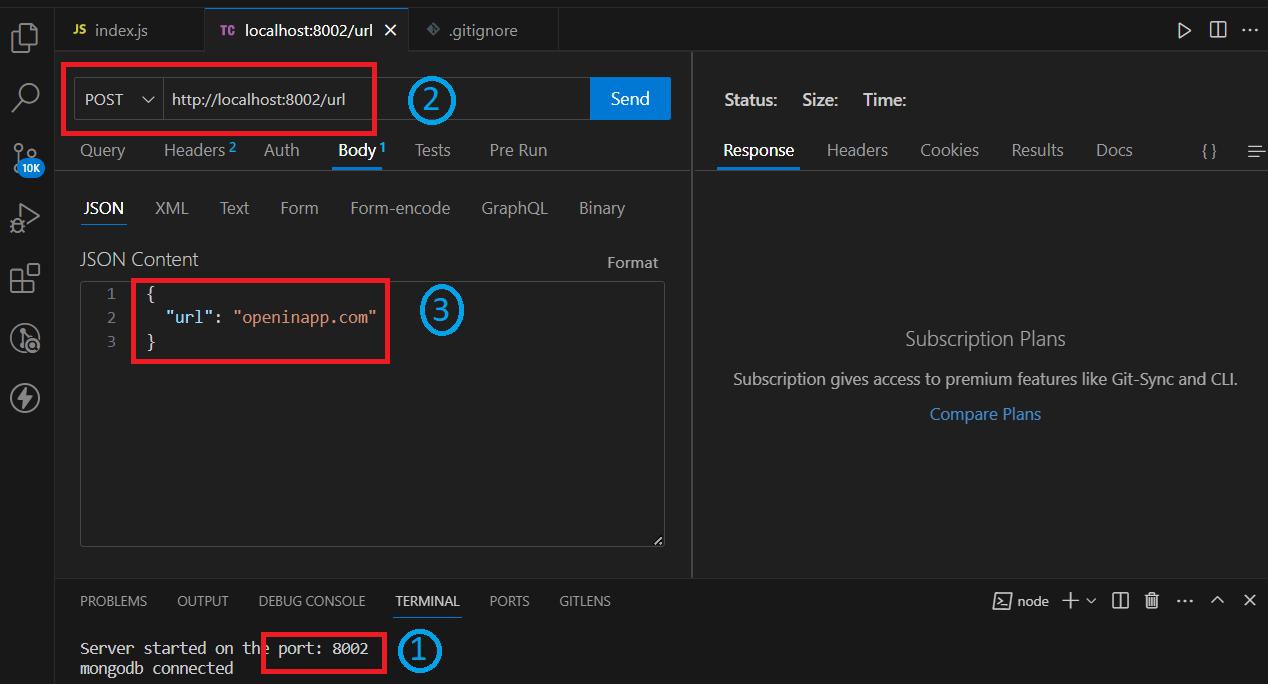 JS index.js
TC localhost:8002/url
.gitignore
POST
http://localhost:8002/url
2
Send
Query
Headers 2
Auth
Body 1
Tests
Pre Run
JSON
XML
Text
Form
Form-encode
GraphQL
Binary
JSON Content
Format
1 {
2 "url": "openinapp.com"
3 }
3
Status:
Size:
Time:
Response
Headers
Cookies
Results
Docs
{ }
Subscription Plans
Subscription gives access to premium features like Git-Sync and CLI.
Compare Plans
10K
PROBLEMS
OUTPUT
DEBUG CONSOLE
TERMINAL
PORTS
GITLENS
node
Server started on the port: 8002
1
mongodb connected